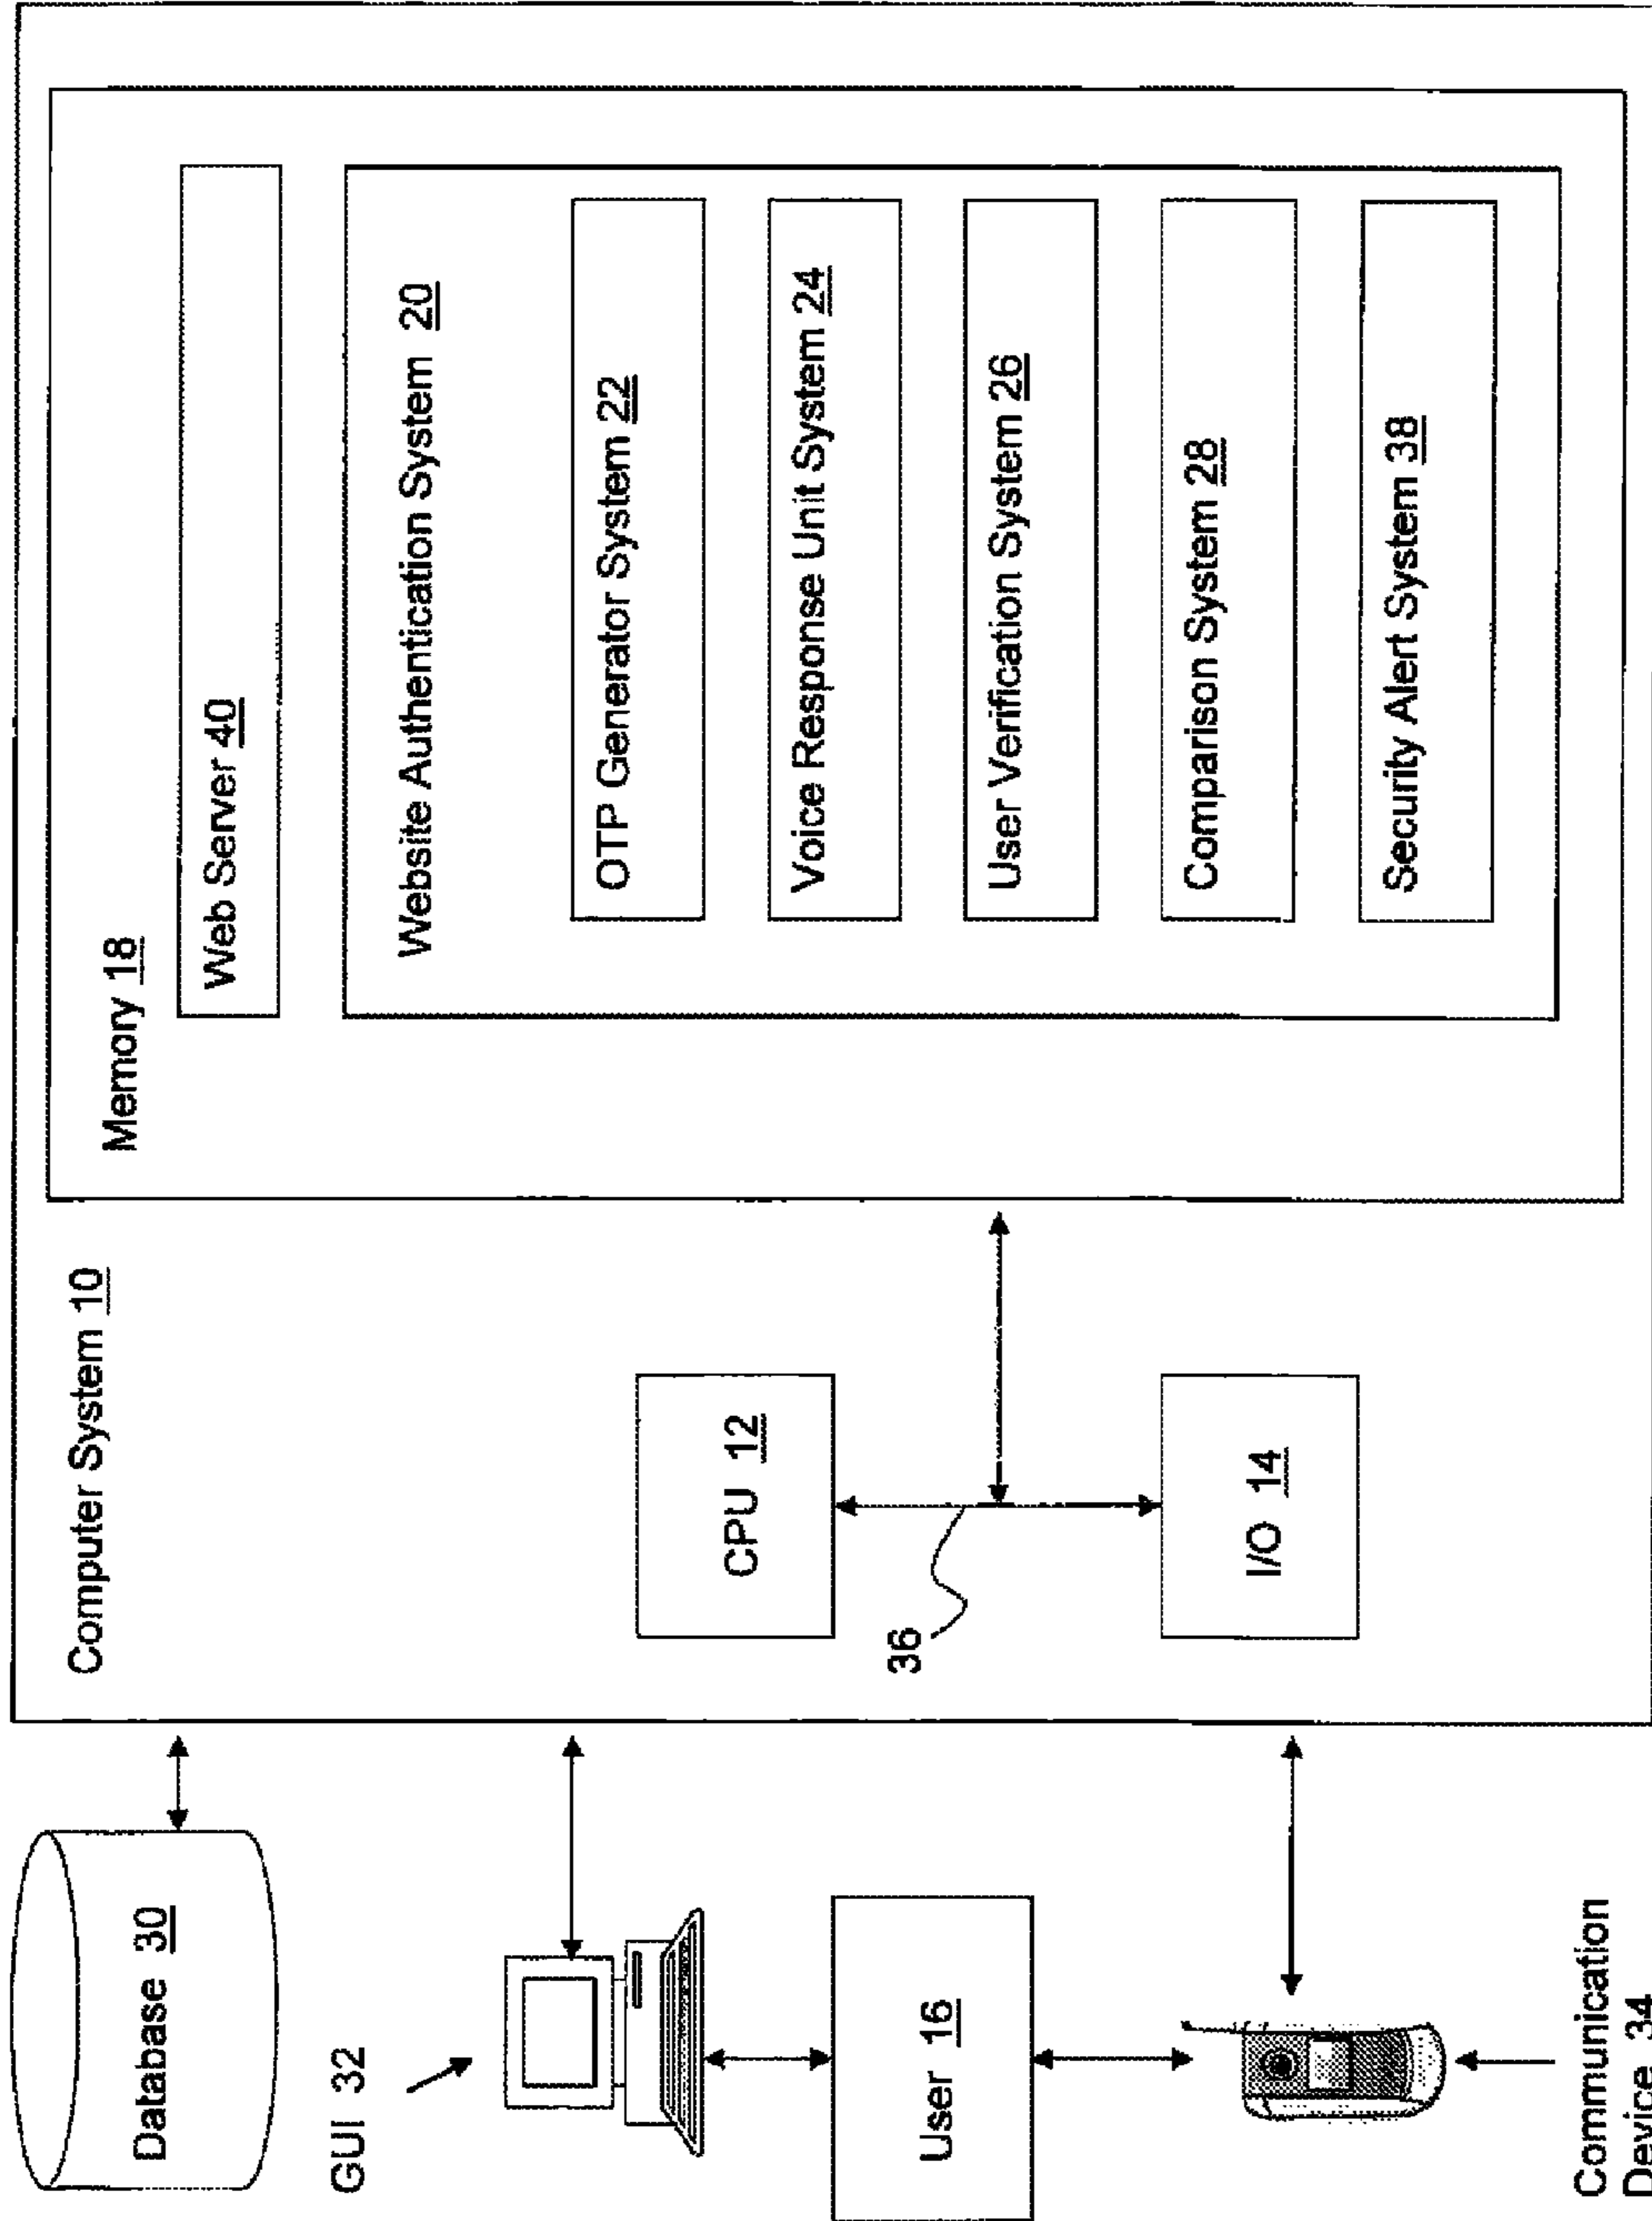 Database 30
GUI 32
User 16
Communication
Device 34
Computer System 10
CPU 12
36
I/O 14
Memory 18
Web Server 40
Website Authentication System 20
OTP Generator System 22
Voice Response Unit System 24
User Verification System 26
Comparison System 28
Security Alert System 38